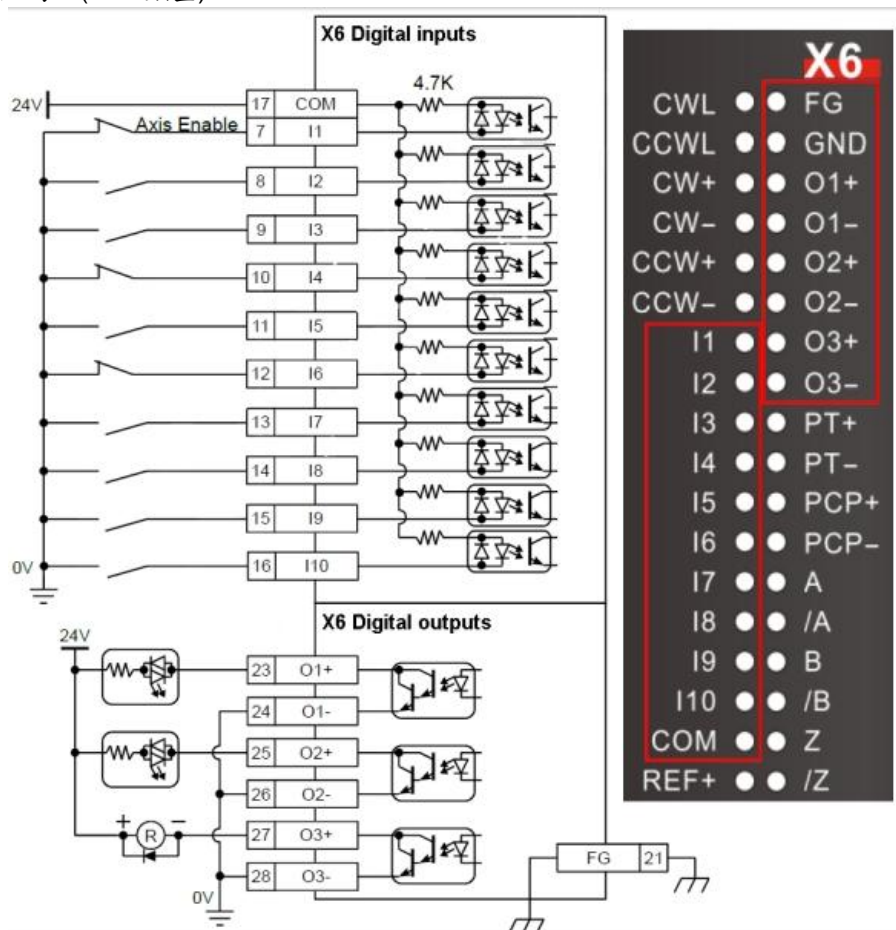 X6 Digital inputs
24V
17 COM
4.7K
Axis Enable
7 I1
8 I2
9 I3
10 I4
11 I5
12 I6
13 I7
14 I8
15 I9
16 I10
0V
X6 Digital outputs
24V
23 O1+
24 O1-
25 O2+
26 O2-
+ R −
27 O3+
28 O3-
0V
FG 21
X6
CWL FG
CCWL GND
CW+ O1+
CW− O1−
CCW+ O2+
CCW− O2−
I1 O3+
I2 O3−
I3 PT+
I4 PT−
I5 PCP+
I6 PCP−
I7 A
I8 /A
I9 B
I10 /B
COM Z
REF+ /Z